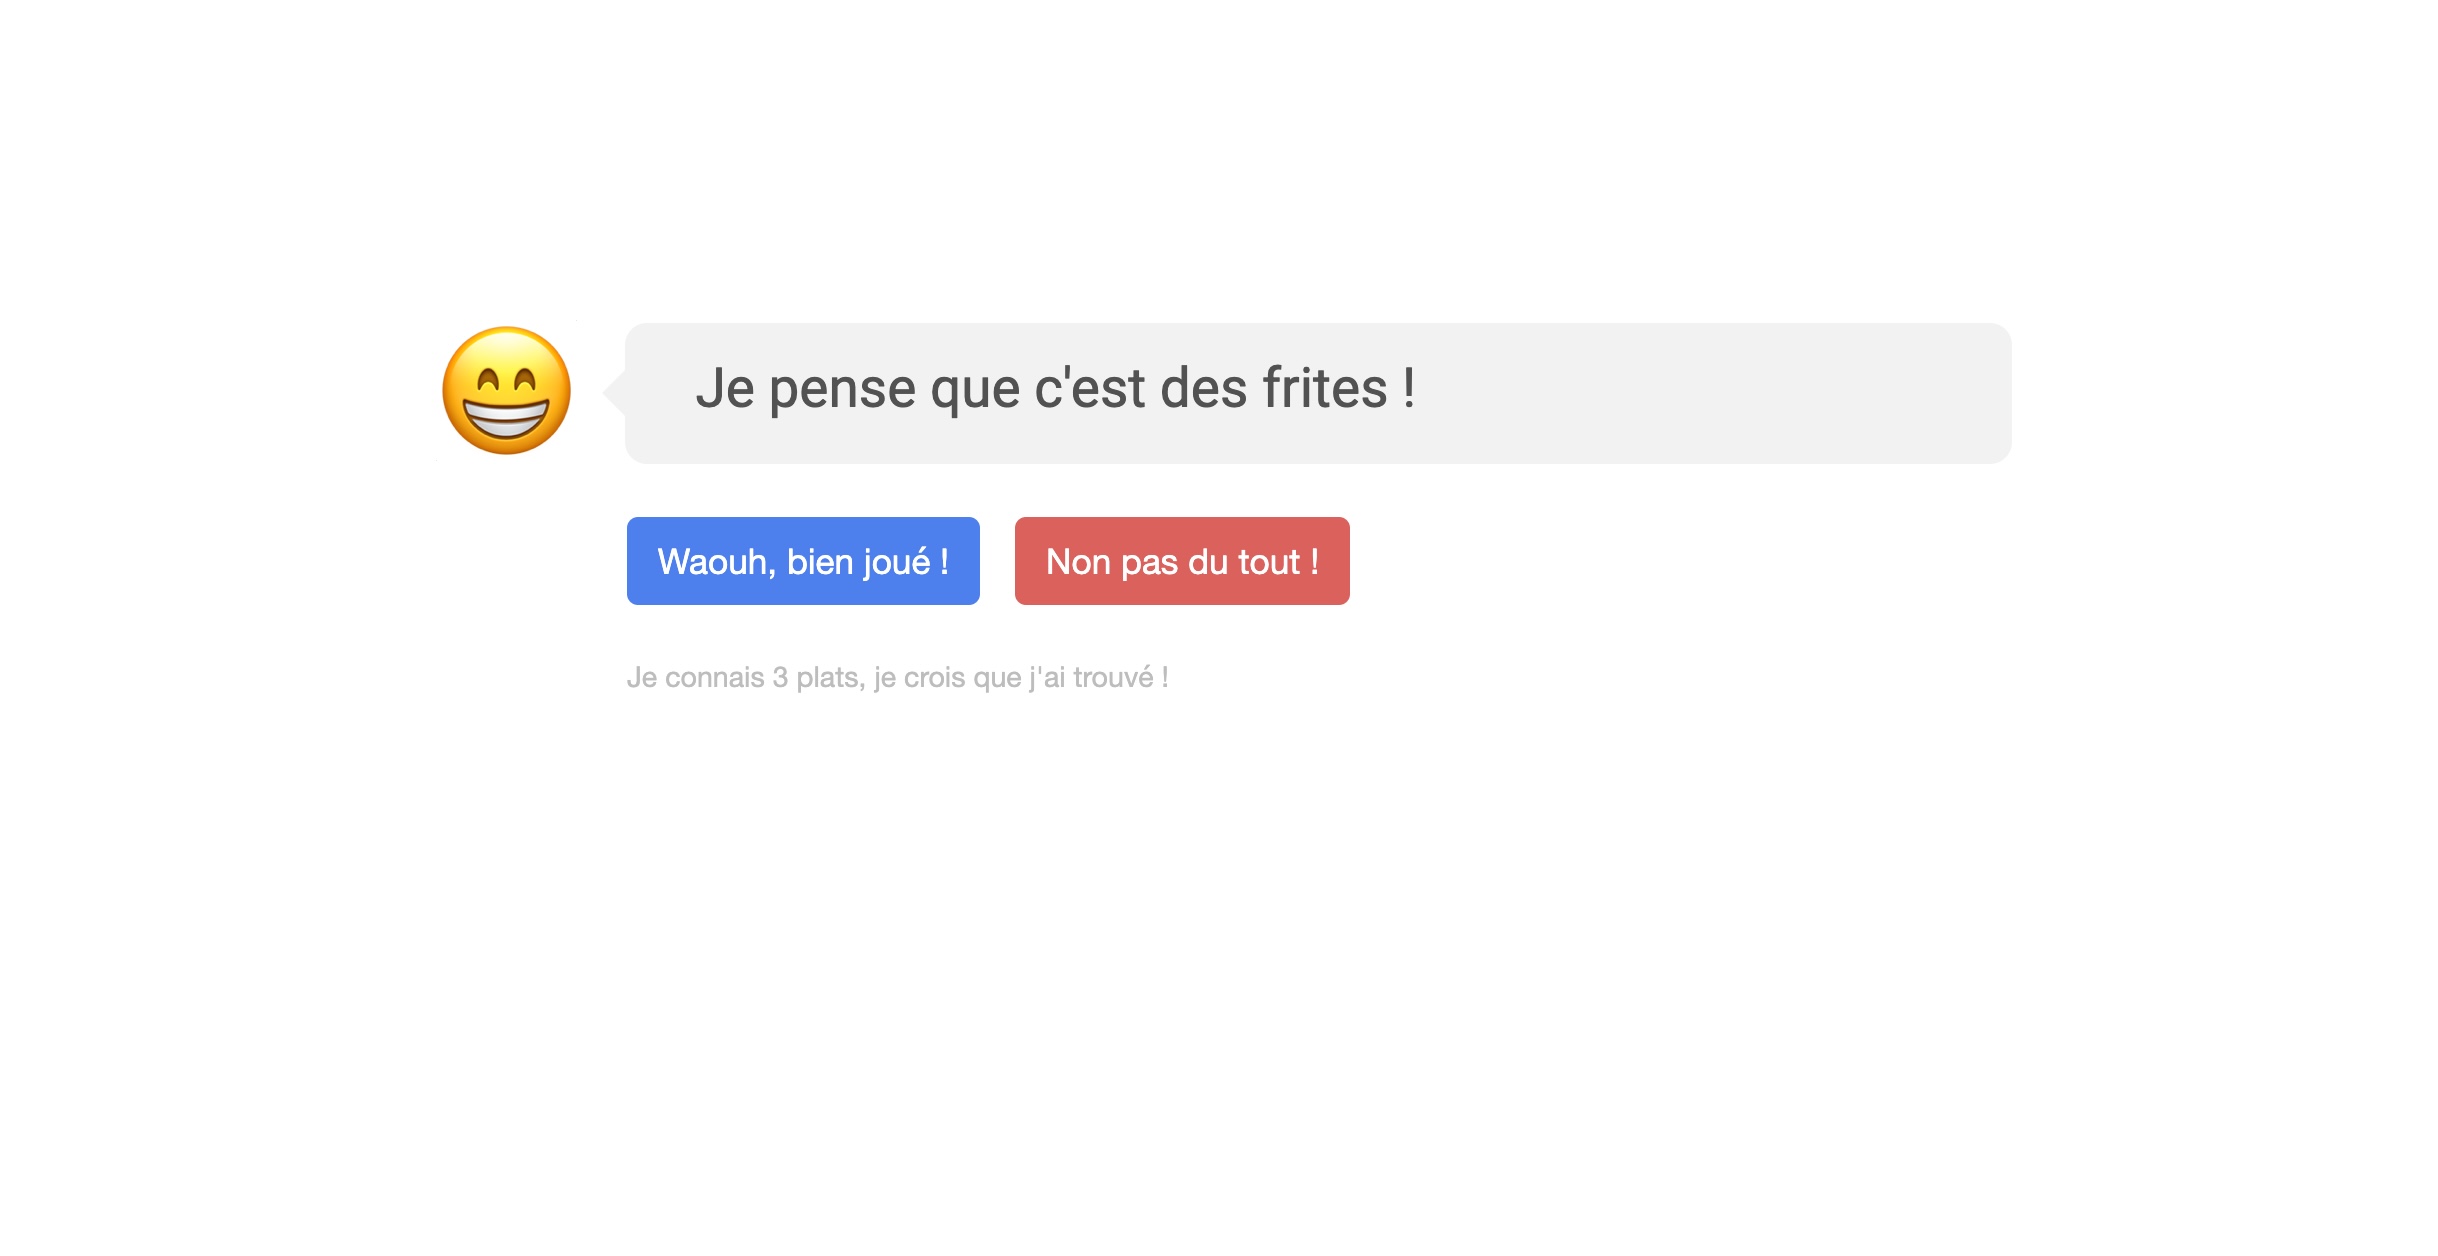 Je pense que c'est des frites !
Waouh, bien joué !
Non pas du tout !
Je connais 3 plats, je crois que j'ai trouvé !